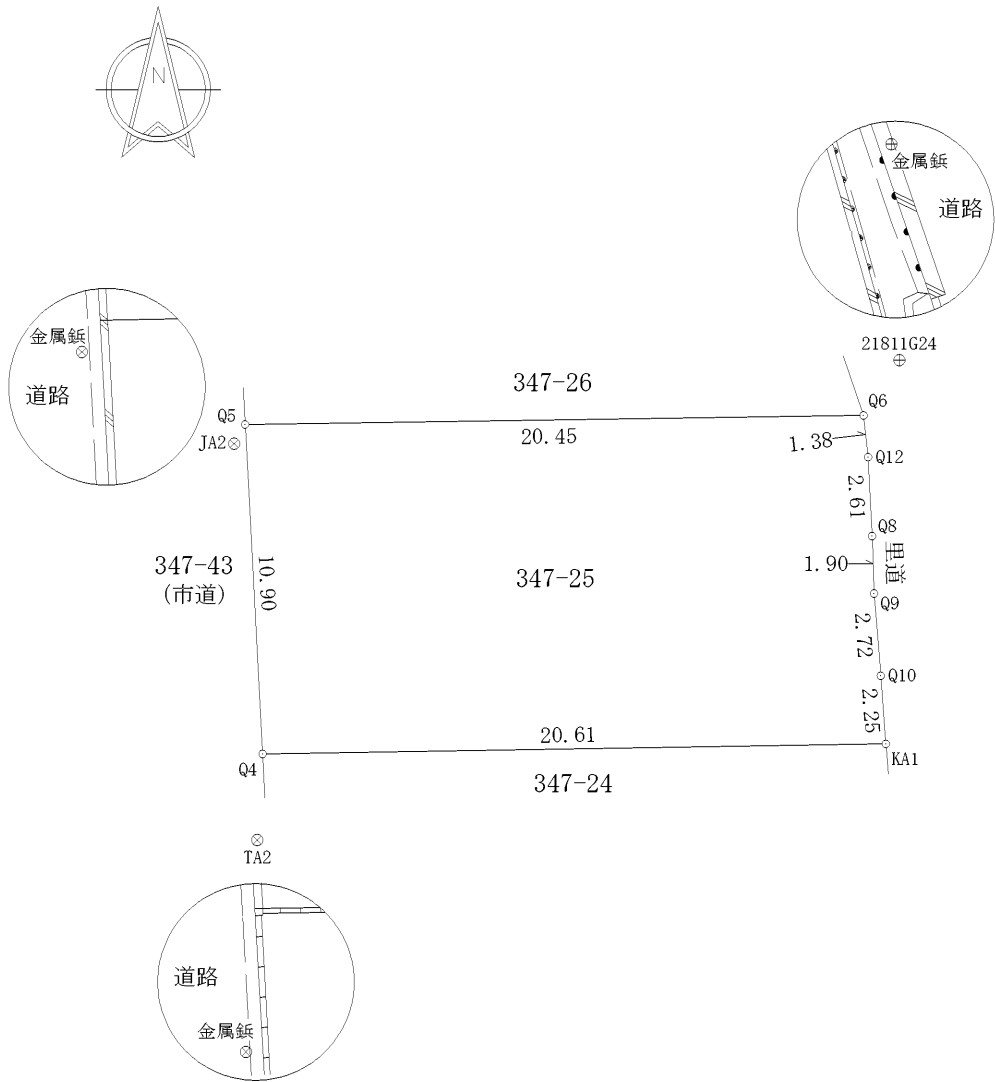 N
金属鋲
道路
21811G24
金属鋲
道路
347-26
Q5
Q6
JA2
20.45
1.38
Q12
2.61
Q8
347-43
(市道)
10.90
347-25
1.90
里道
Q9
2.72
Q10
2.25
20.61
Q4
KA1
347-24
TA2
道路
金属鋲